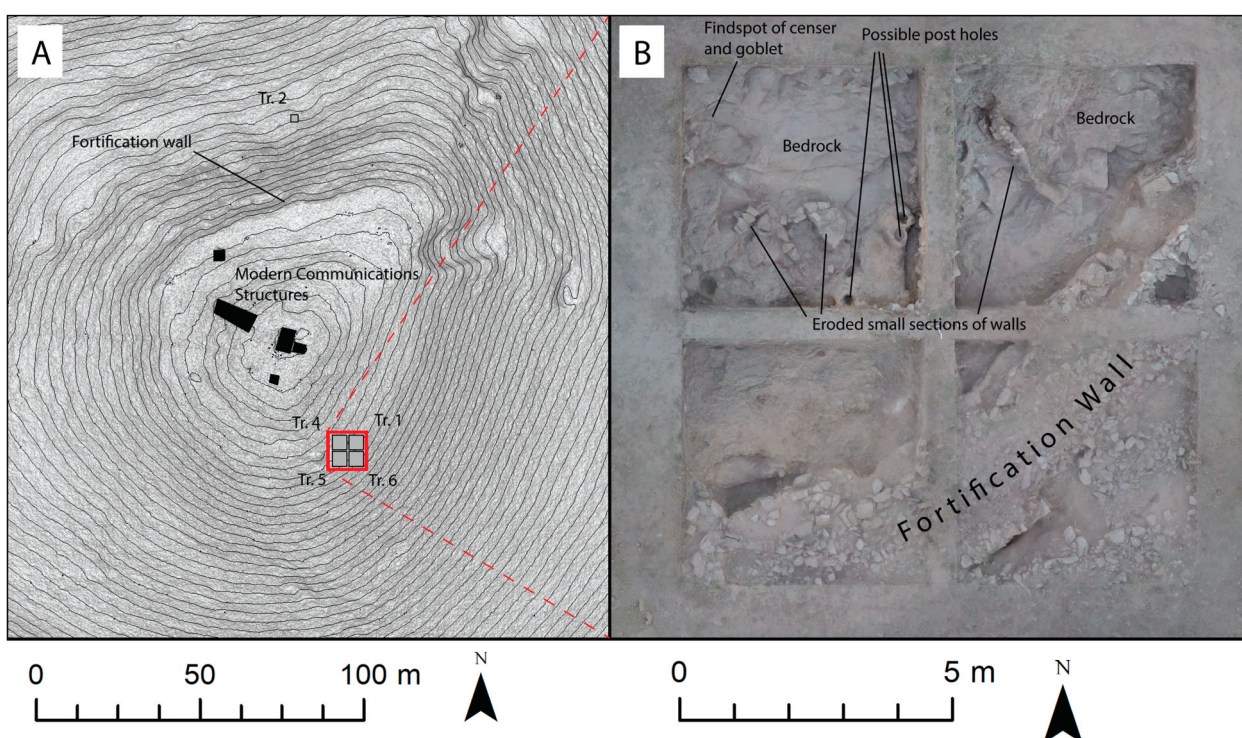 A
Tr. 2
Fortification wall
Modern Communications
Structures
Tr. 4
Tr. 1
Tr. 5
Tr. 6
0
50
100 m
N
B
Findspot of censer
and goblet
Possible post holes
Bedrock
Bedrock
Eroded small sections of walls
Fortification Wall
0
5 m
N